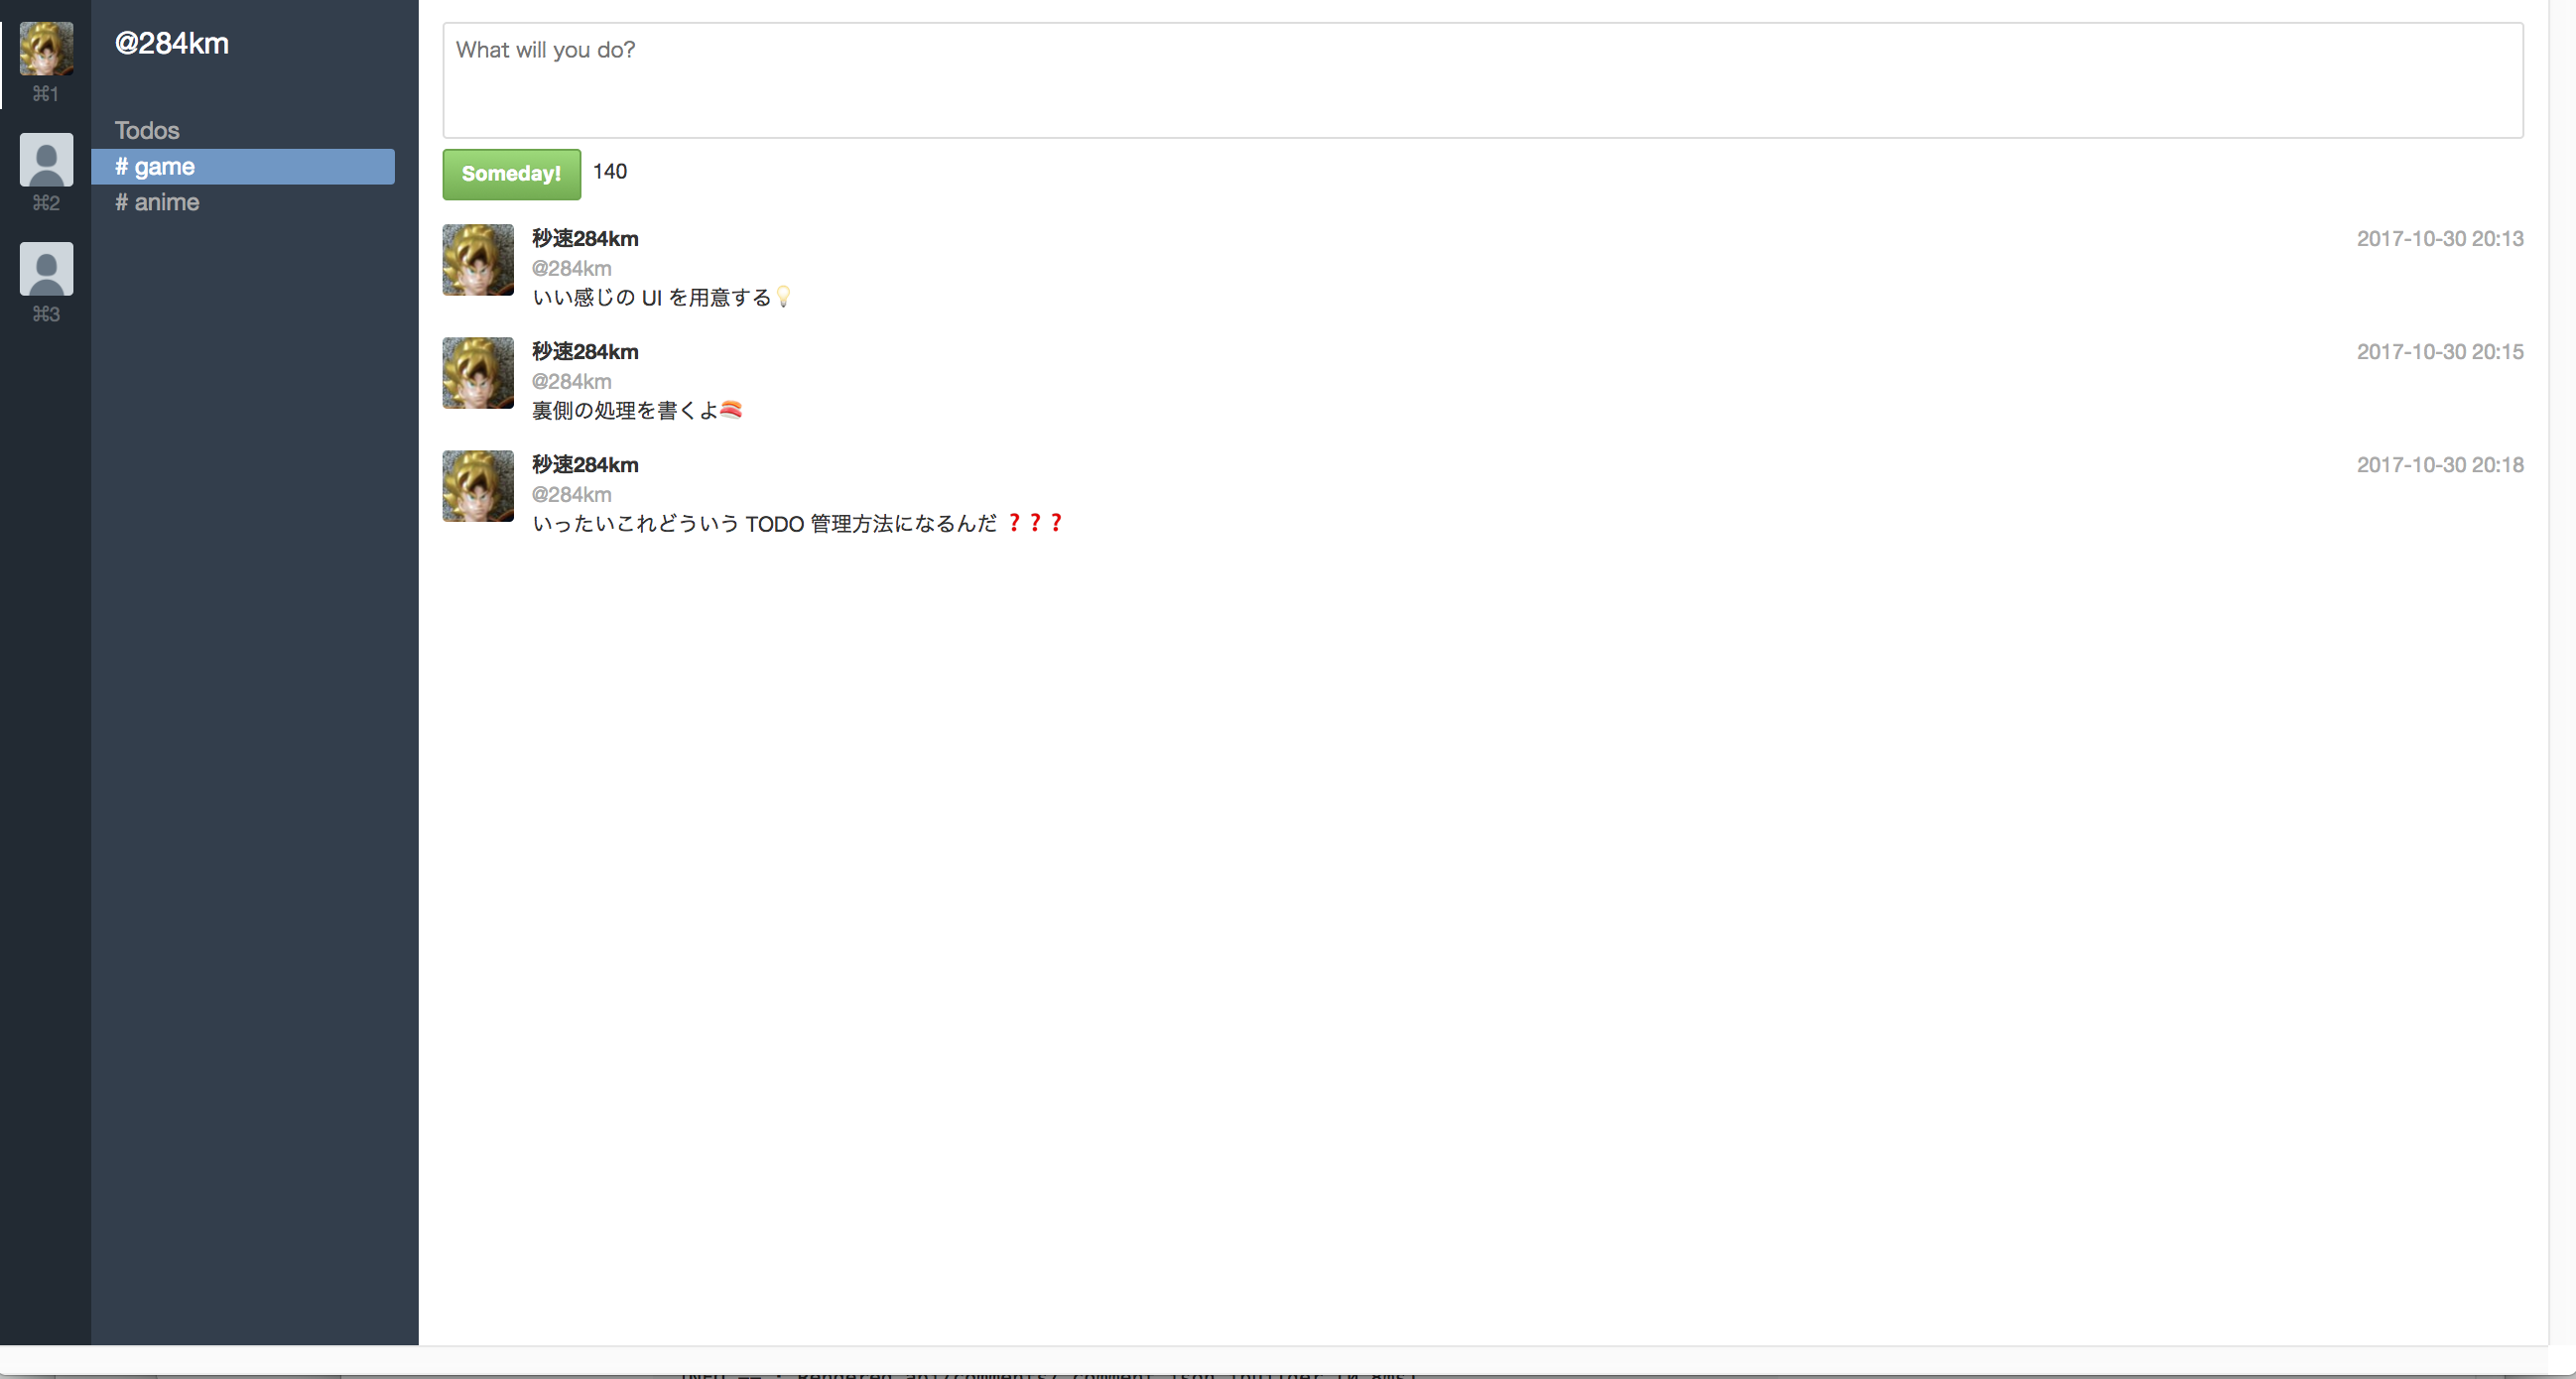 ⌘1
⌘2
⌘3
@284km
Todos
# game
# anime
What will you do?
Someday!
140
秒速284km
2017-10-30 20:13
@284km
いい感じの UI を用意する💡
秒速284km
2017-10-30 20:15
@284km
裏側の処理を書くよ🍣
秒速284km
2017-10-30 20:18
@284km
いったいこれどういう TODO 管理方法になるんだ ❓❓❓